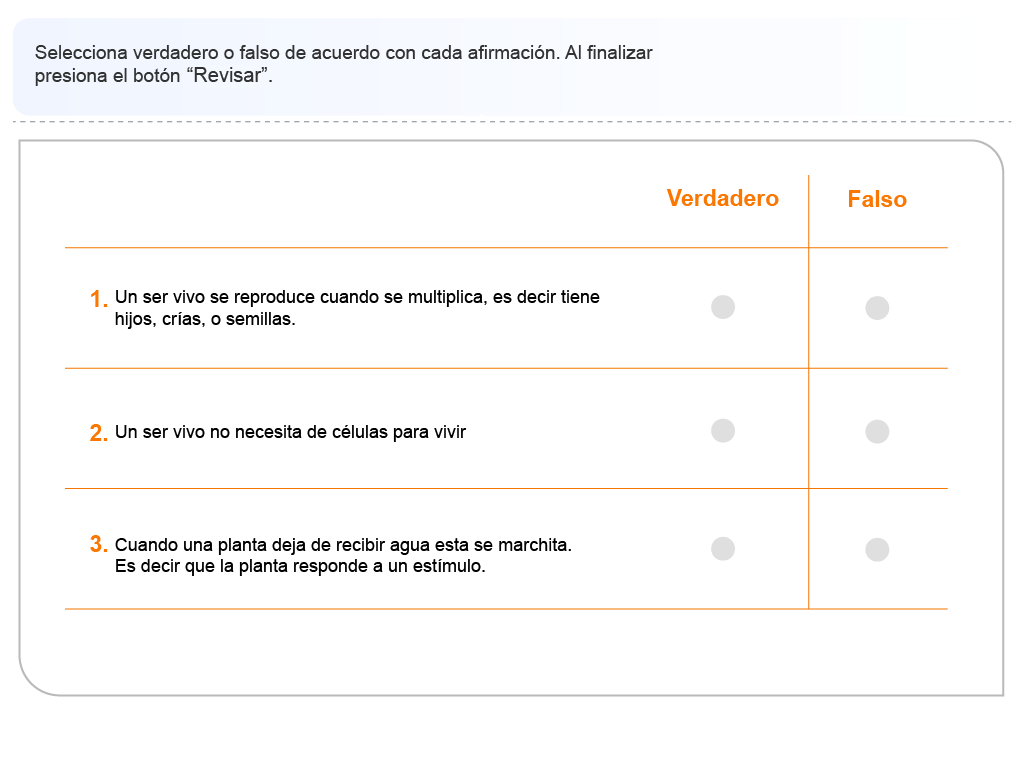 Selecciona verdadero o falso de acuerdo con cada afirmación. Al finalizar
presiona el botón “Revisar”.
Verdadero
Falso
1. Un ser vivo se reproduce cuando se multiplica, es decir tiene
hijos, crías, o semillas.
2. Un ser vivo no necesita de células para vivir
3. Cuando una planta deja de recibir agua esta se marchita.
Es decir que la planta responde a un estímulo.